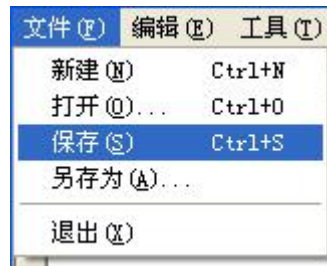 文件(F) 编辑(E) 工具(T)
新建(N) Ctrl+N
打开(O)... Ctrl+O
保存(S) Ctrl+S
另存为(A)...
退出(X)